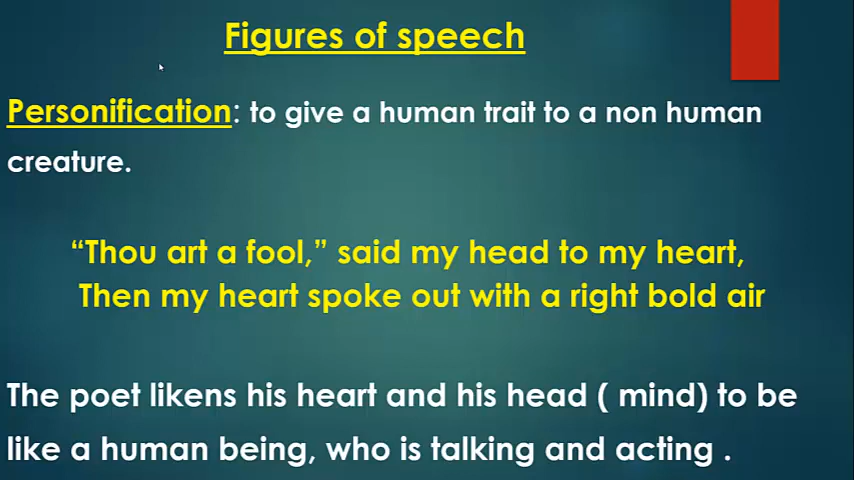 Figures of speech
Personification: to give a human trait to a non human
creature.
“Thou art a fool,” said my head to my heart,
Then my heart spoke out with a right bold air
The poet likens his heart and his head ( mind) to be
like a human being, who is talking and acting .